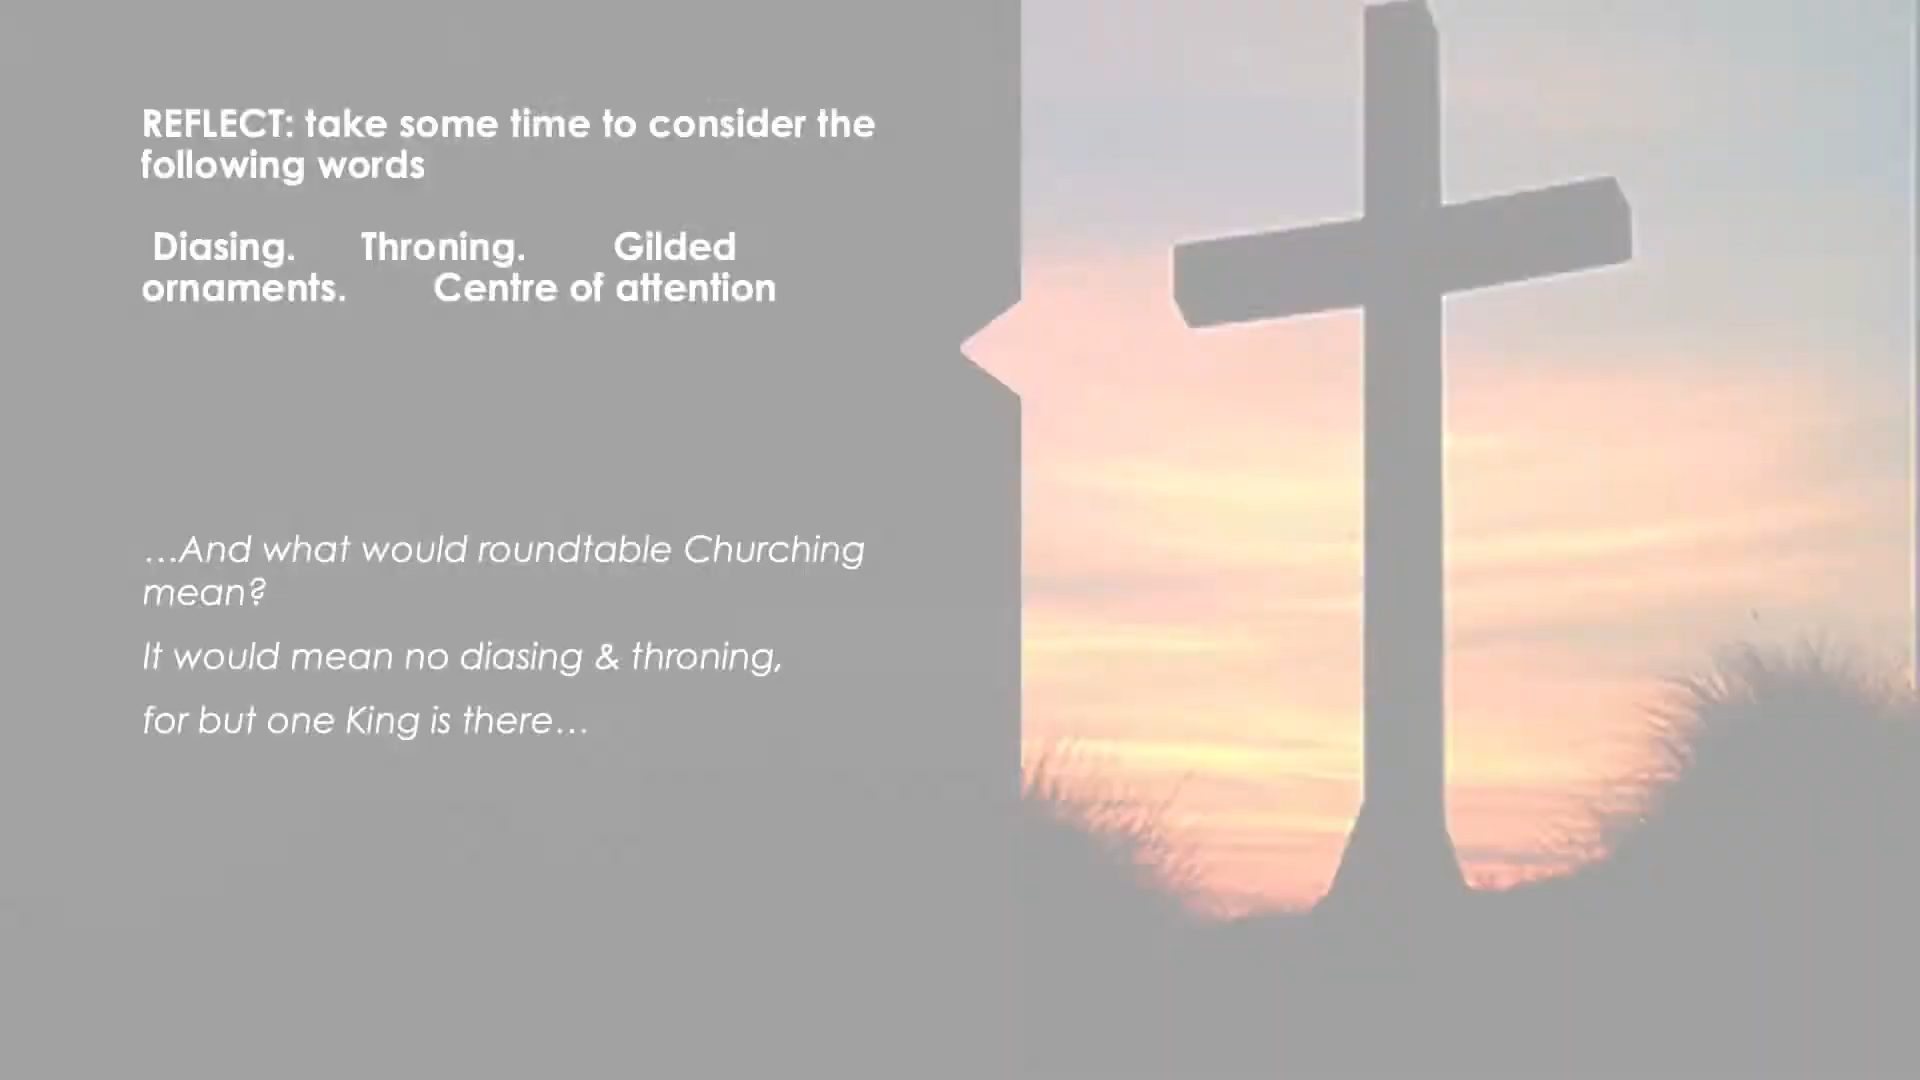 REFLECT: take some time to consider the
following words
Diasing. Throning. Gilded
ornaments. Centre of attention
…And what would roundtable Churching
mean?
It would mean no diasing & throning,
for but one King is there…